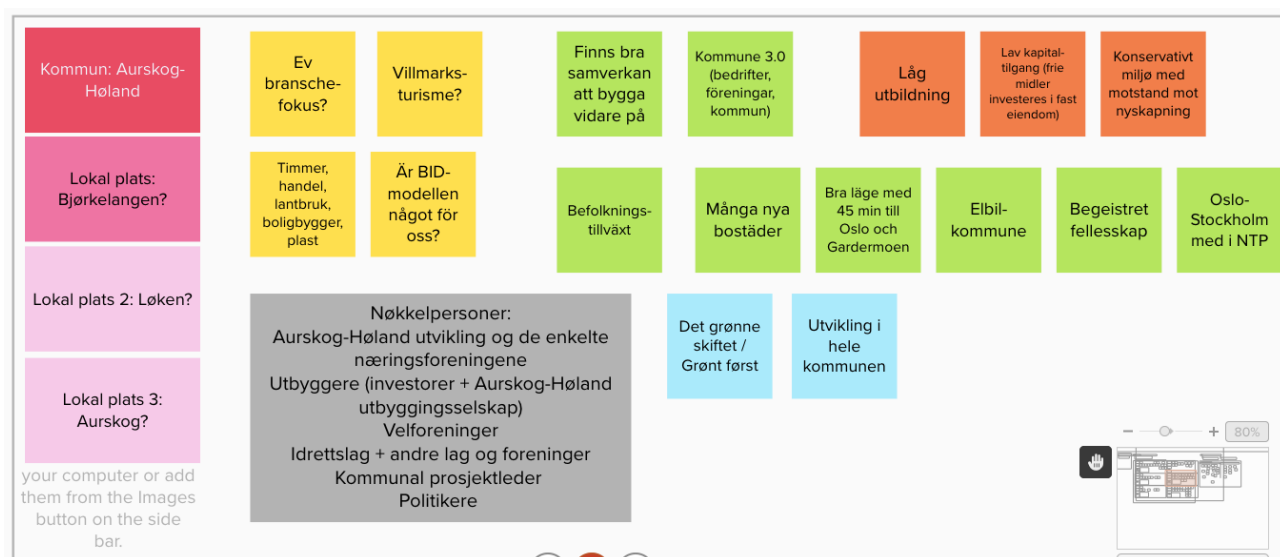 Kommun: Aurskog-
Høland
Ev
bransche-
fokus?
Villmarks-
turisme?
Finns bra
samverkan
att bygga
vidare på
Kommune 3.0
(bedrifter,
föreningar,
kommun)
Låg
utbildning
Lav kapital-
tilgang (frie
midler
investeres i fast
eiendom)
Konservativt
miljø med
motstand mot
nyskapning
Lokal plats:
Bjørkelangen?
Timmer,
handel,
lantbruk,
boligbygger,
plast
Är BID-
modellen
något för
oss?
Befolknings-
tillväxt
Många nya
bostäder
Bra läge med
45 min till
Oslo och
Gardermoen
Elbil-
kommune
Begeistret
fellesskap
Oslo-
Stockholm
med i NTP
Lokal plats 2: Løken?
Lokal plats 3:
Aurskog?
Nøkkelpersoner:
Aurskog-Høland utvikling og de enkelte
næringsforeningene
Utbyggere (investorer + Aurskog-Høland
utbyggingsselskap)
Velforeninger
Idrettslag + andre lag og foreninger
Kommunal prosjektleder
Politikere
Det grønne
skiftet /
Grønt først
Utvikling i
hele
kommunen
your computer or add
them from the Images
button on the side
bar.
80%